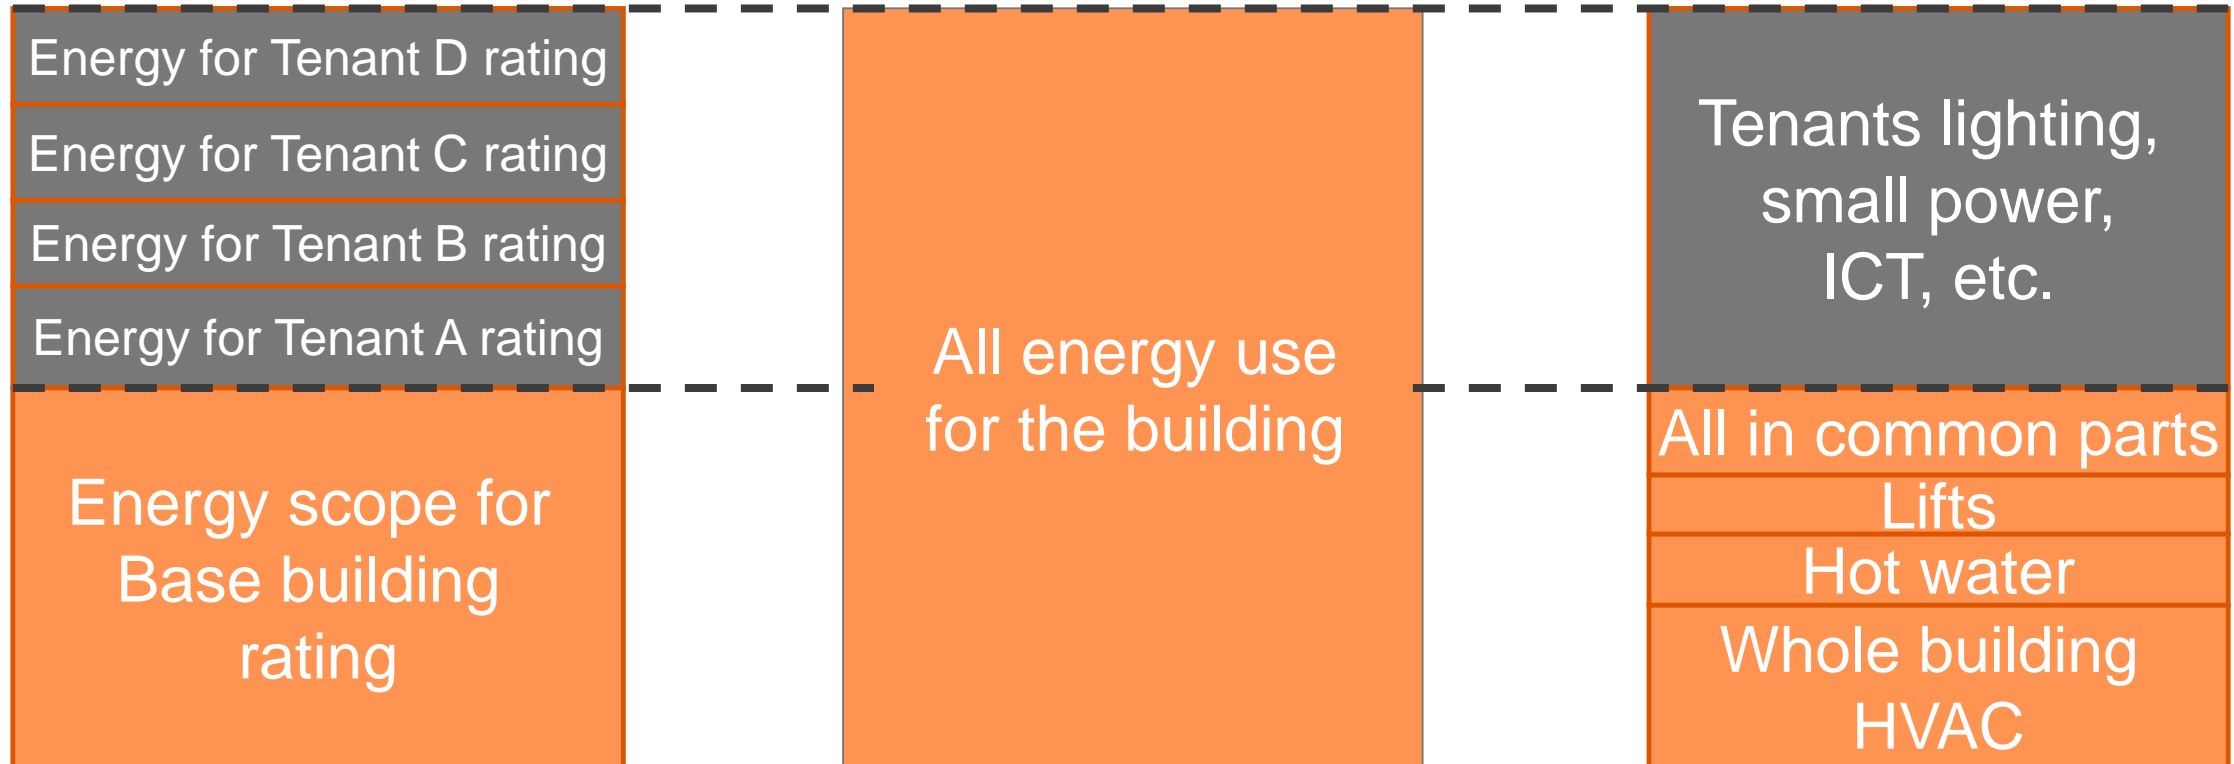 Energy for Tenant D rating
Energy for Tenant C rating
Energy for Tenant B rating
Energy for Tenant A rating
Energy scope for
Base building
rating
All energy use
for the building
Tenants lighting,
small power,
ICT, etc.
All in common parts
Lifts
Hot water
Whole building
HVAC